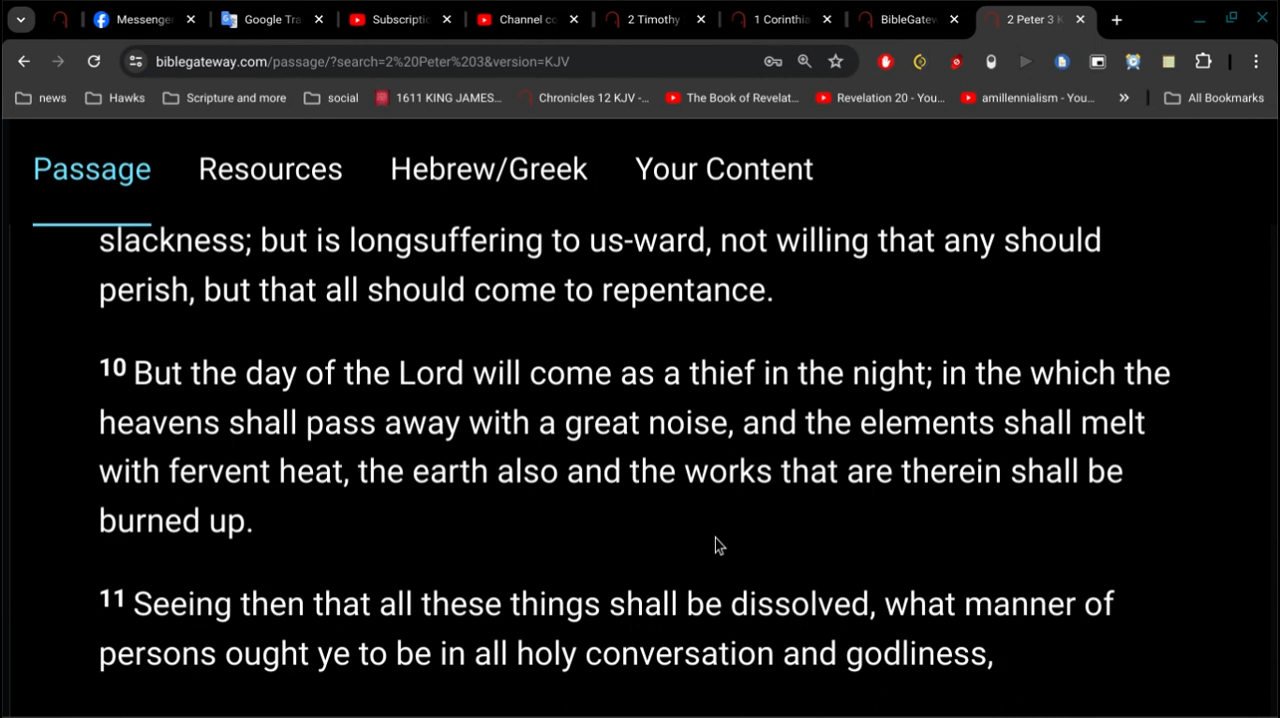 Messenger
Google Tra
Subscriptic
Channel co
2 Timothy
1 Corinthia
BibleGatew
2 Peter 3 K
biblegateway.com/passage/?search=2%20Peter%203&version=KJV
news
Hawks
Scripture and more
social
1611 KING JAMES...
Chronicles 12 KJV -...
The Book of Revelat...
Revelation 20 - You...
amillennialism - You...
»
All Bookmarks
Passage
Resources
Hebrew/Greek
Your Content
slackness; but is longsuffering to us-ward, not willing that any should
perish, but that all should come to repentance.
10 But the day of the Lord will come as a thief in the night; in the which the
heavens shall pass away with a great noise, and the elements shall melt
with fervent heat, the earth also and the works that are therein shall be
burned up.
11 Seeing then that all these things shall be dissolved, what manner of
persons ought ye to be in all holy conversation and godliness,